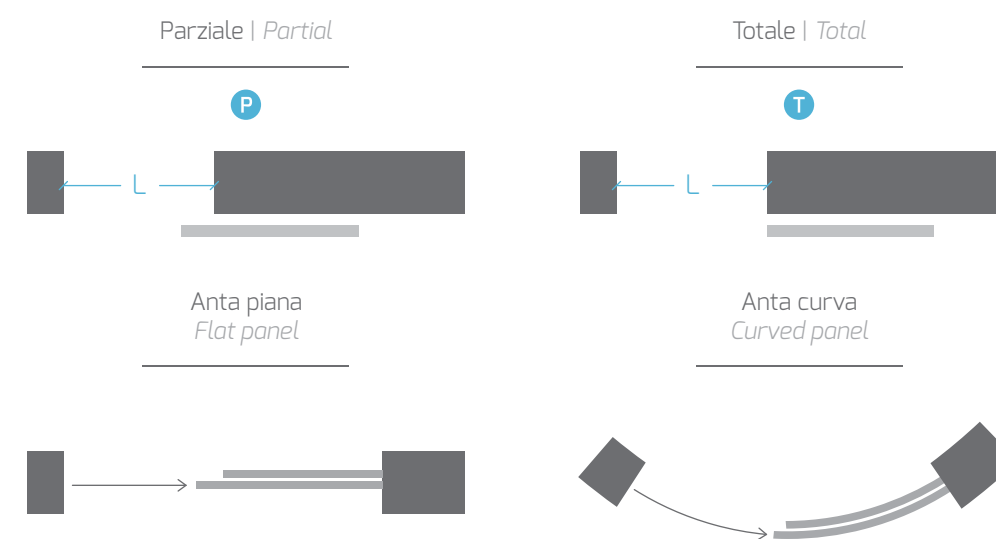 Parziale | Partial
Totale | Total
P
T
L
L
Anta piana
Flat panel
Anta curva
Curved panel